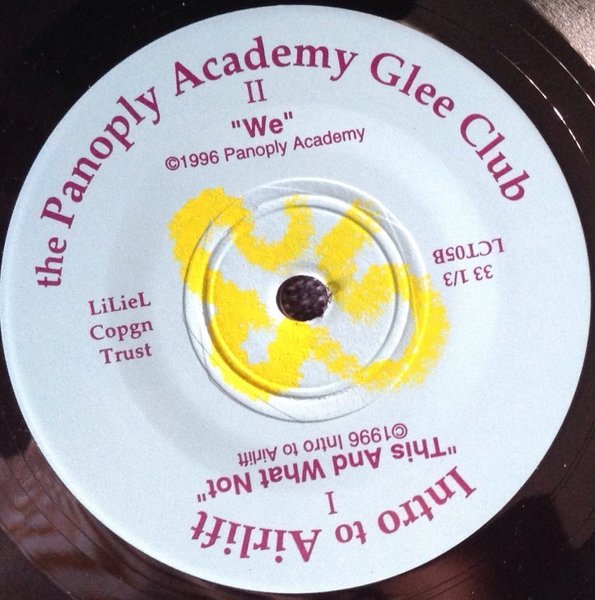 the Panoply Academy Glee Club
II
"We"
©1996 Panoply Academy
LiLieL
Copgn
Trust
33 1/3
LCT05B
Intro to Airlift
I
"This And What Not"
©1996 Intro to Airlift